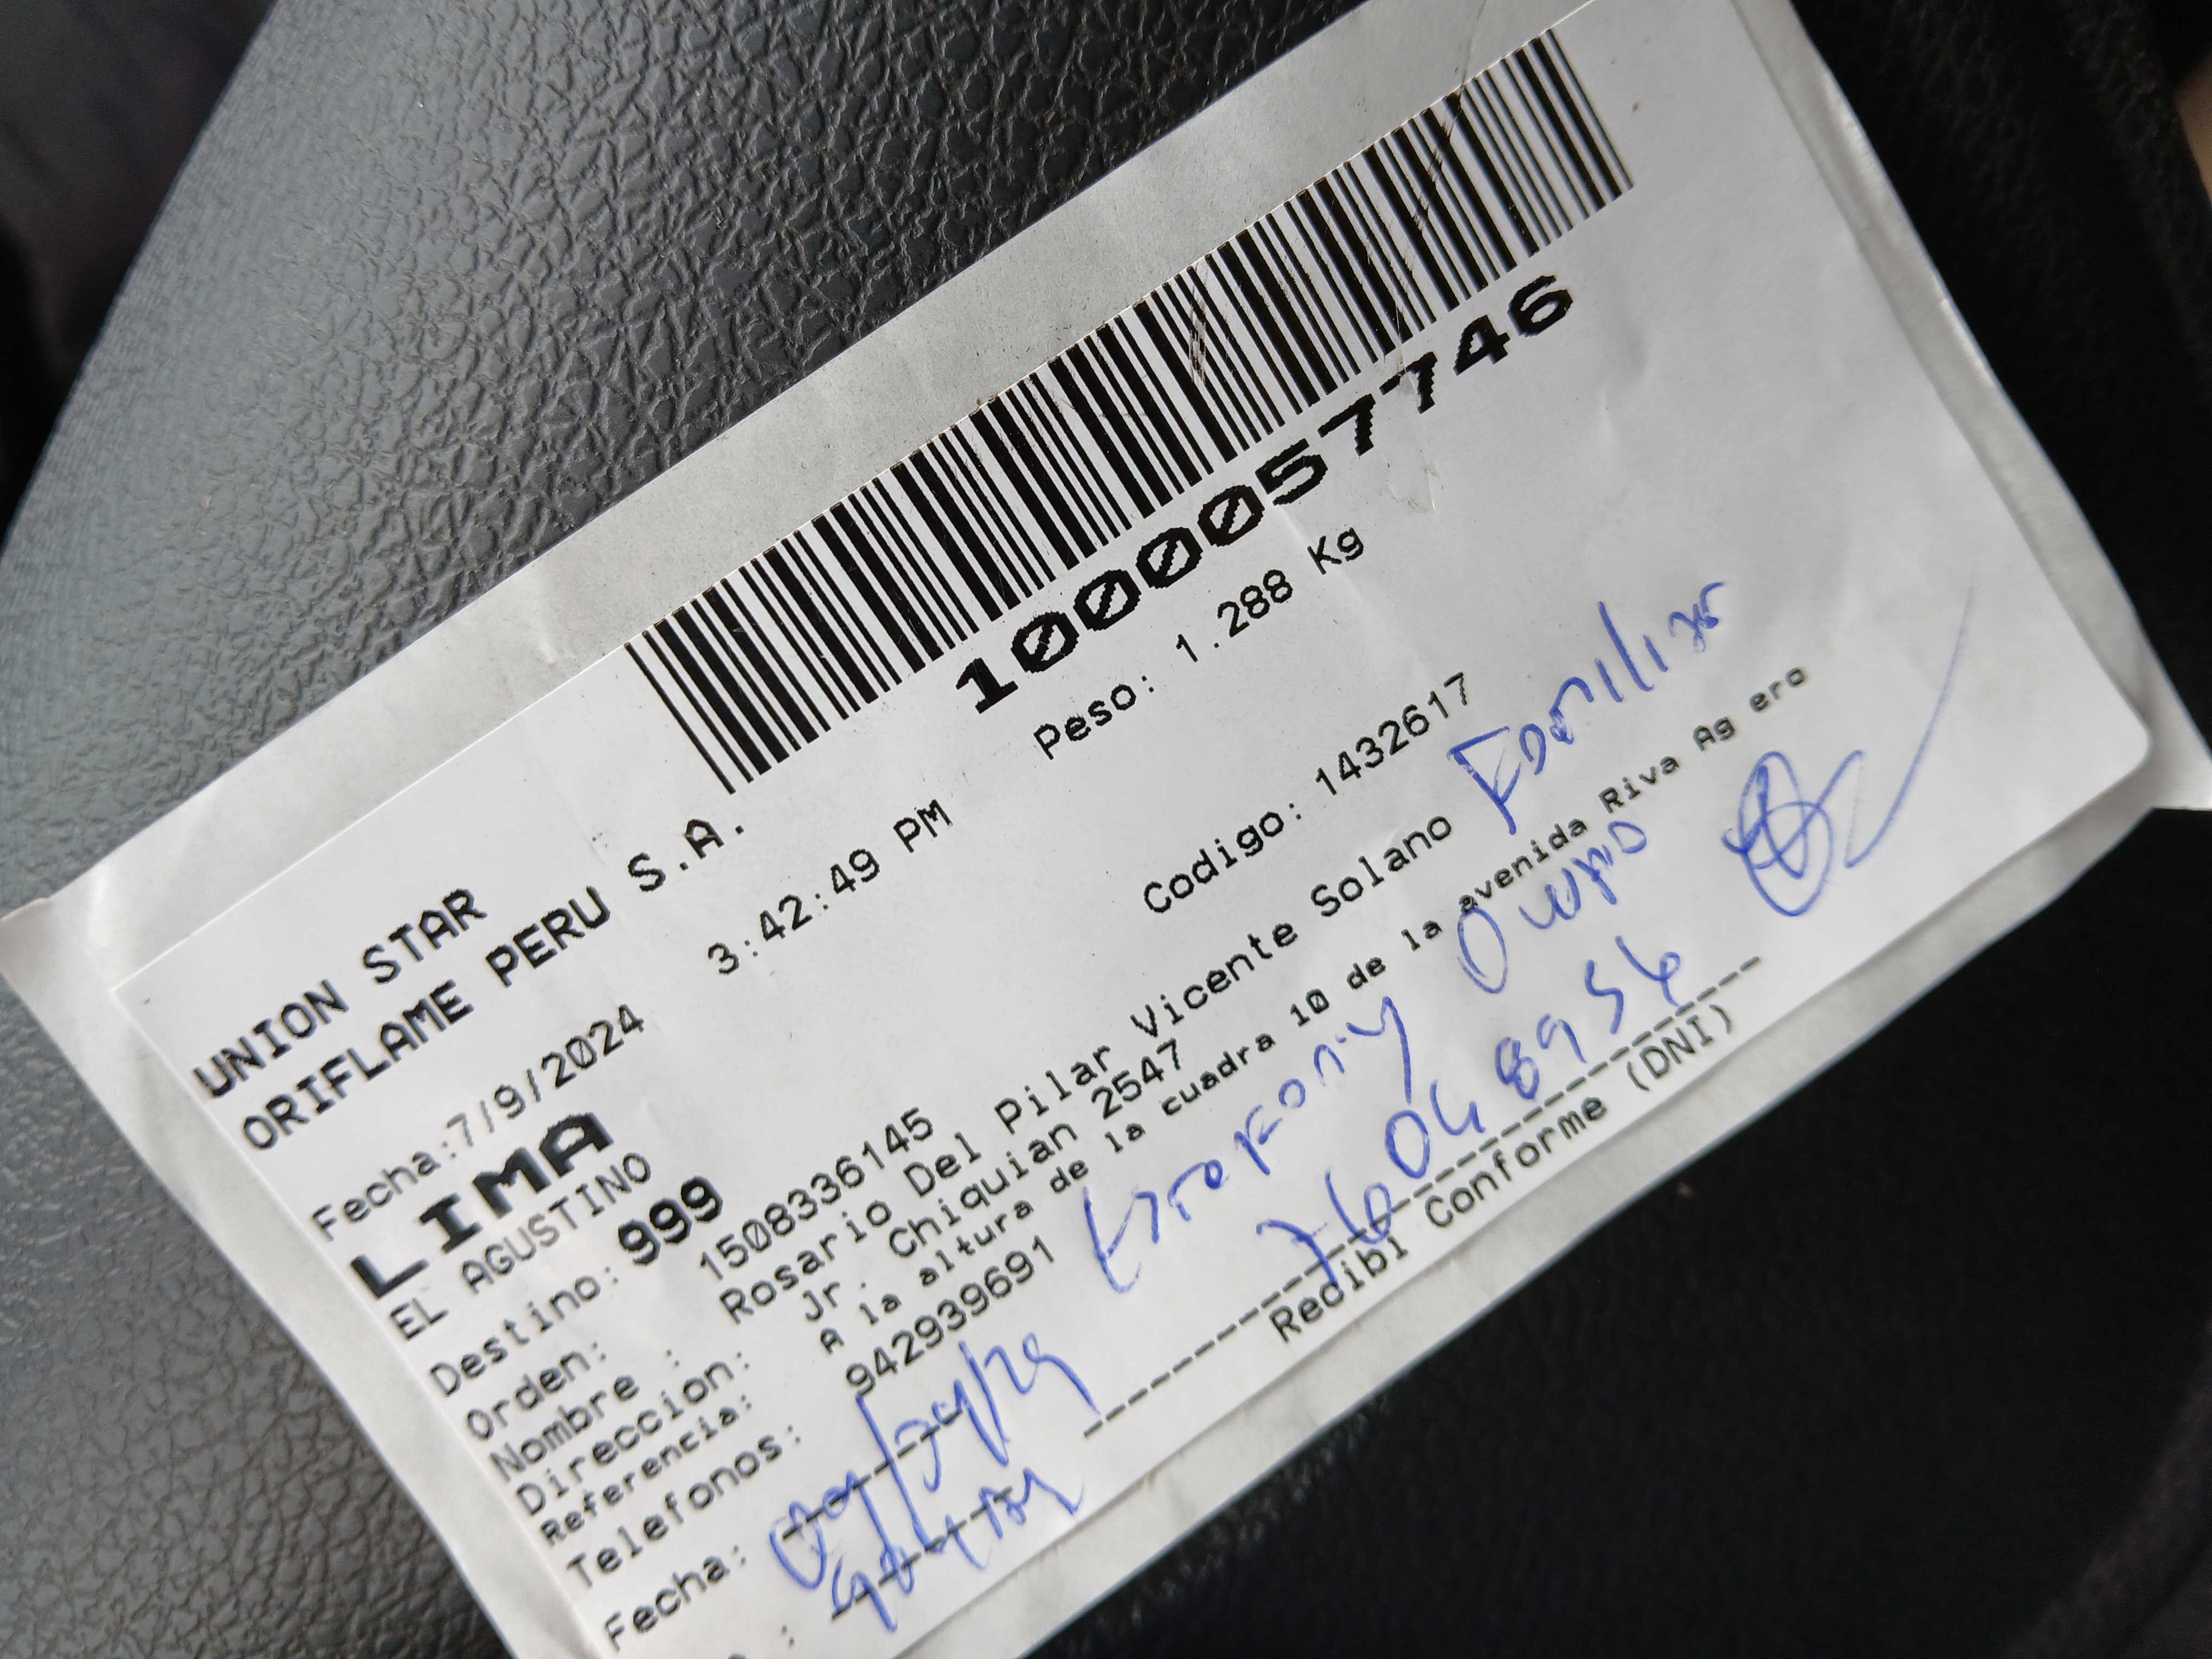 1000057746
Peso: 1.288 Kg
UNION STAR
ORIFLAME PERU S.A.
Fecha:7/9/2024 3:42:49 PM
LIMA
EL AGUSTINO
Destino: 999
Codigo: 1432617
Orden: 1508336145
Nombre : Rosario Del Pilar Vicente Solano
Familiar
Direccion: Jr. Chiquian 2547
Referencia: A la altura de la cuadra 10 de la avenida Riva Ag ero
Telefonos: 942939691
76048956
Recibi Conforme (DNI)
Fecha: